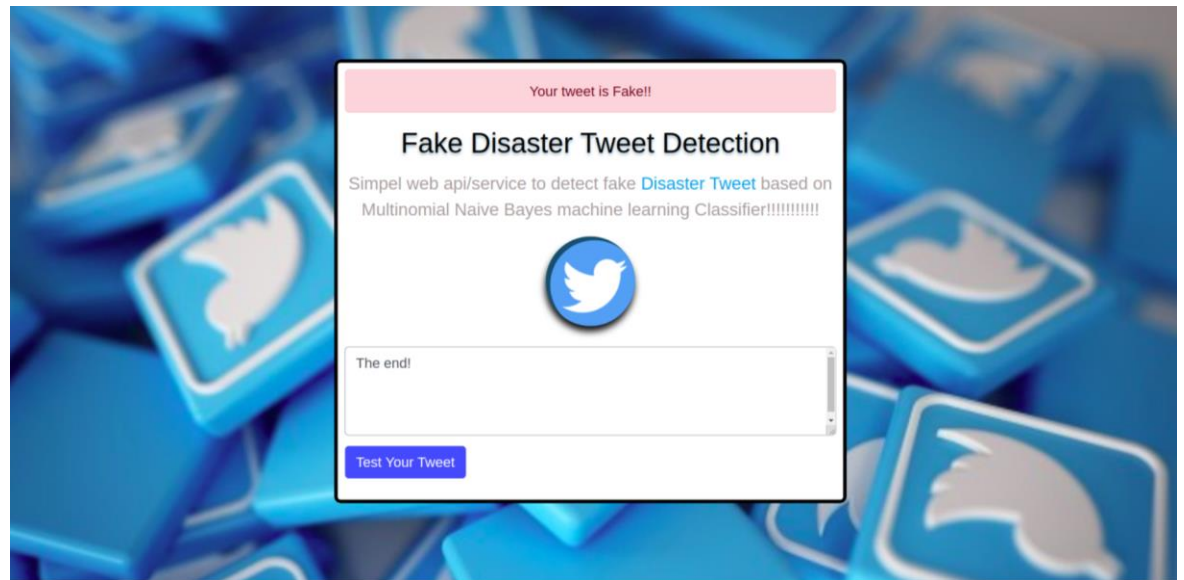 Your tweet is Fake!!
Fake Disaster Tweet Detection
Simpel web api/service to detect fake Disaster Tweet based on
Multinomial Naive Bayes machine learning Classifier!!!!!!!!!!!
The end!
Test Your Tweet